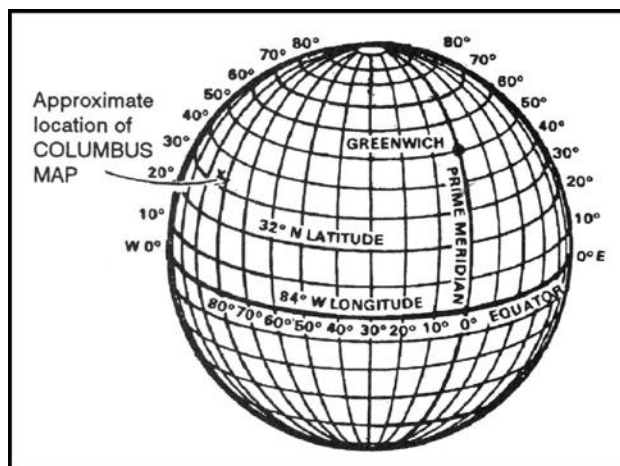 80°
80°
70°
70°
60°
60°
50°
50°
40°
40°
30°
30°
20°
20°
10°
10°
W 0°
0° E
Approximate
location of
COLUMBUS
MAP
GREENWICH
PRIME MERIDIAN
32° N LATITUDE
84° W LONGITUDE
80° 70° 60° 50° 40° 30° 20° 10° 0° EQUATOR